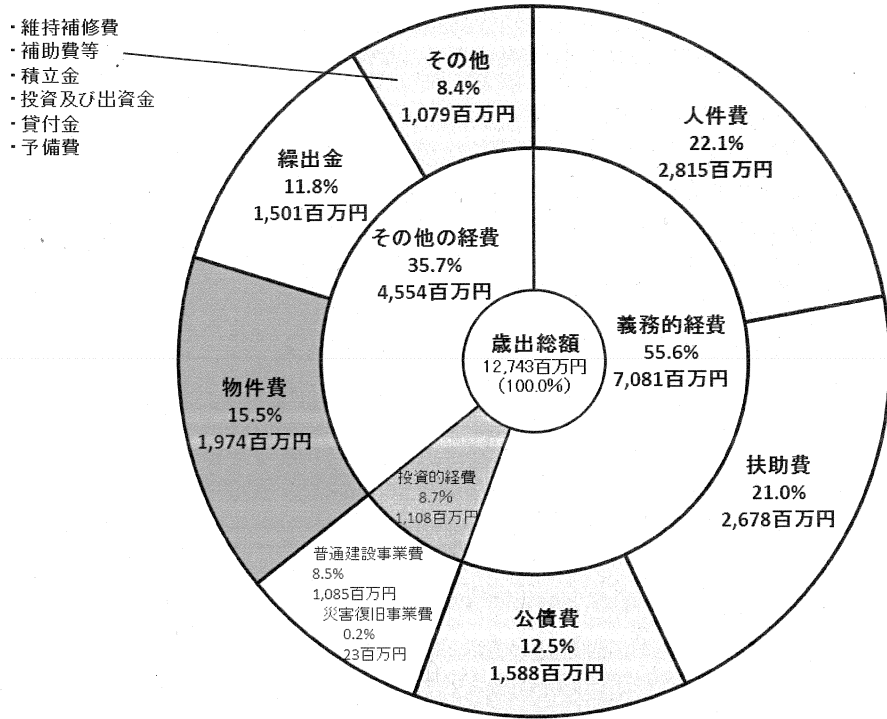 ・維持補修費
・補助費等
・積立金
・投資及び出資金
・貸付金
・予備費
その他
8.4%
1,079百万円
人件費
22.1%
2,815百万円
繰出金
11.8%
1,501百万円
その他の経費
35.7%
4,554百万円
義務的経費
55.6%
7,081百万円
歳出総額
12,743百万円
(100.0%)
物件費
15.5%
1,974百万円
投資的経費
8.7%
1,108百万円
扶助費
21.0%
2,678百万円
普通建設事業費
8.5%
1,085百万円
災害復旧事業費
0.2%
23百万円
公債費
12.5%
1,588百万円